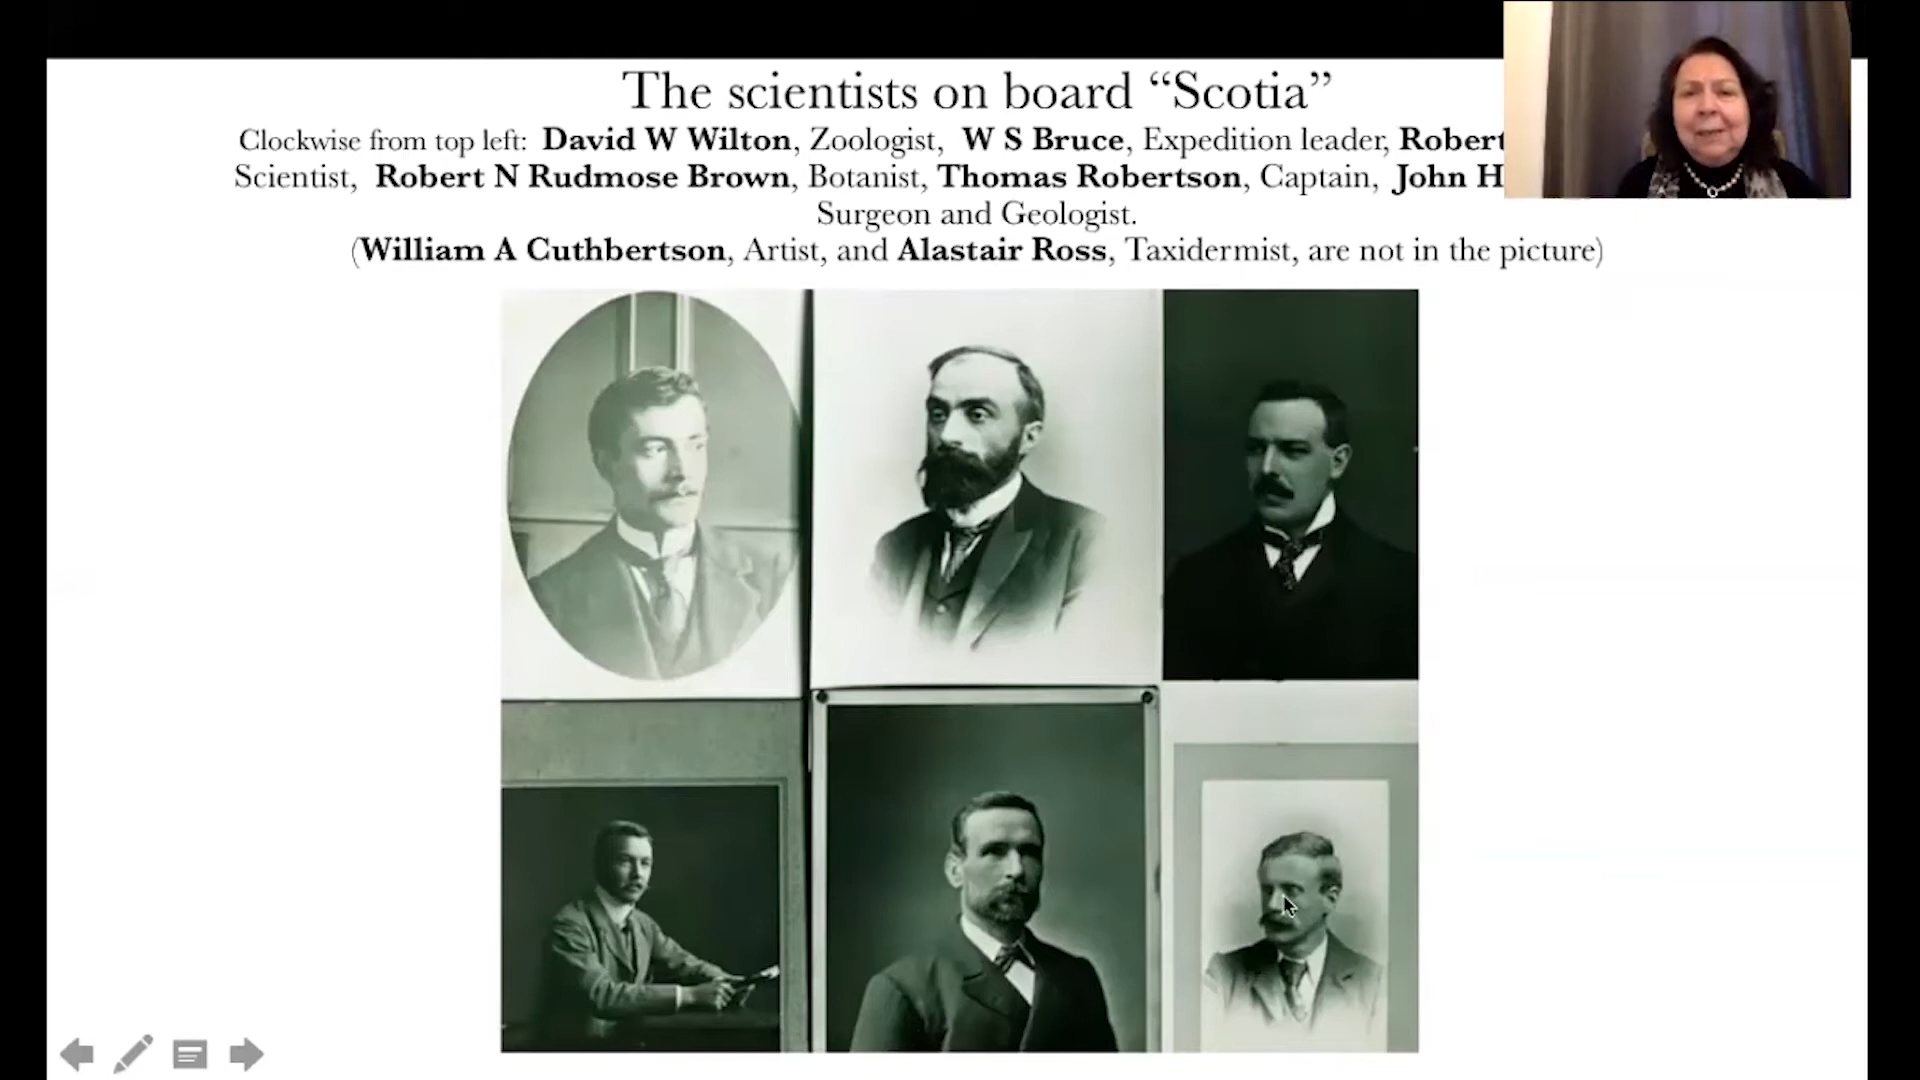 The scientists on board “Scotia”
Clockwise from top left: David W Wilton, Zoologist, W S Bruce, Expedition leader, Robert
Scientist, Robert N Rudmose Brown, Botanist, Thomas Robertson, Captain, John H
Surgeon and Geologist.
(William A Cuthbertson, Artist, and Alastair Ross, Taxidermist, are not in the picture)